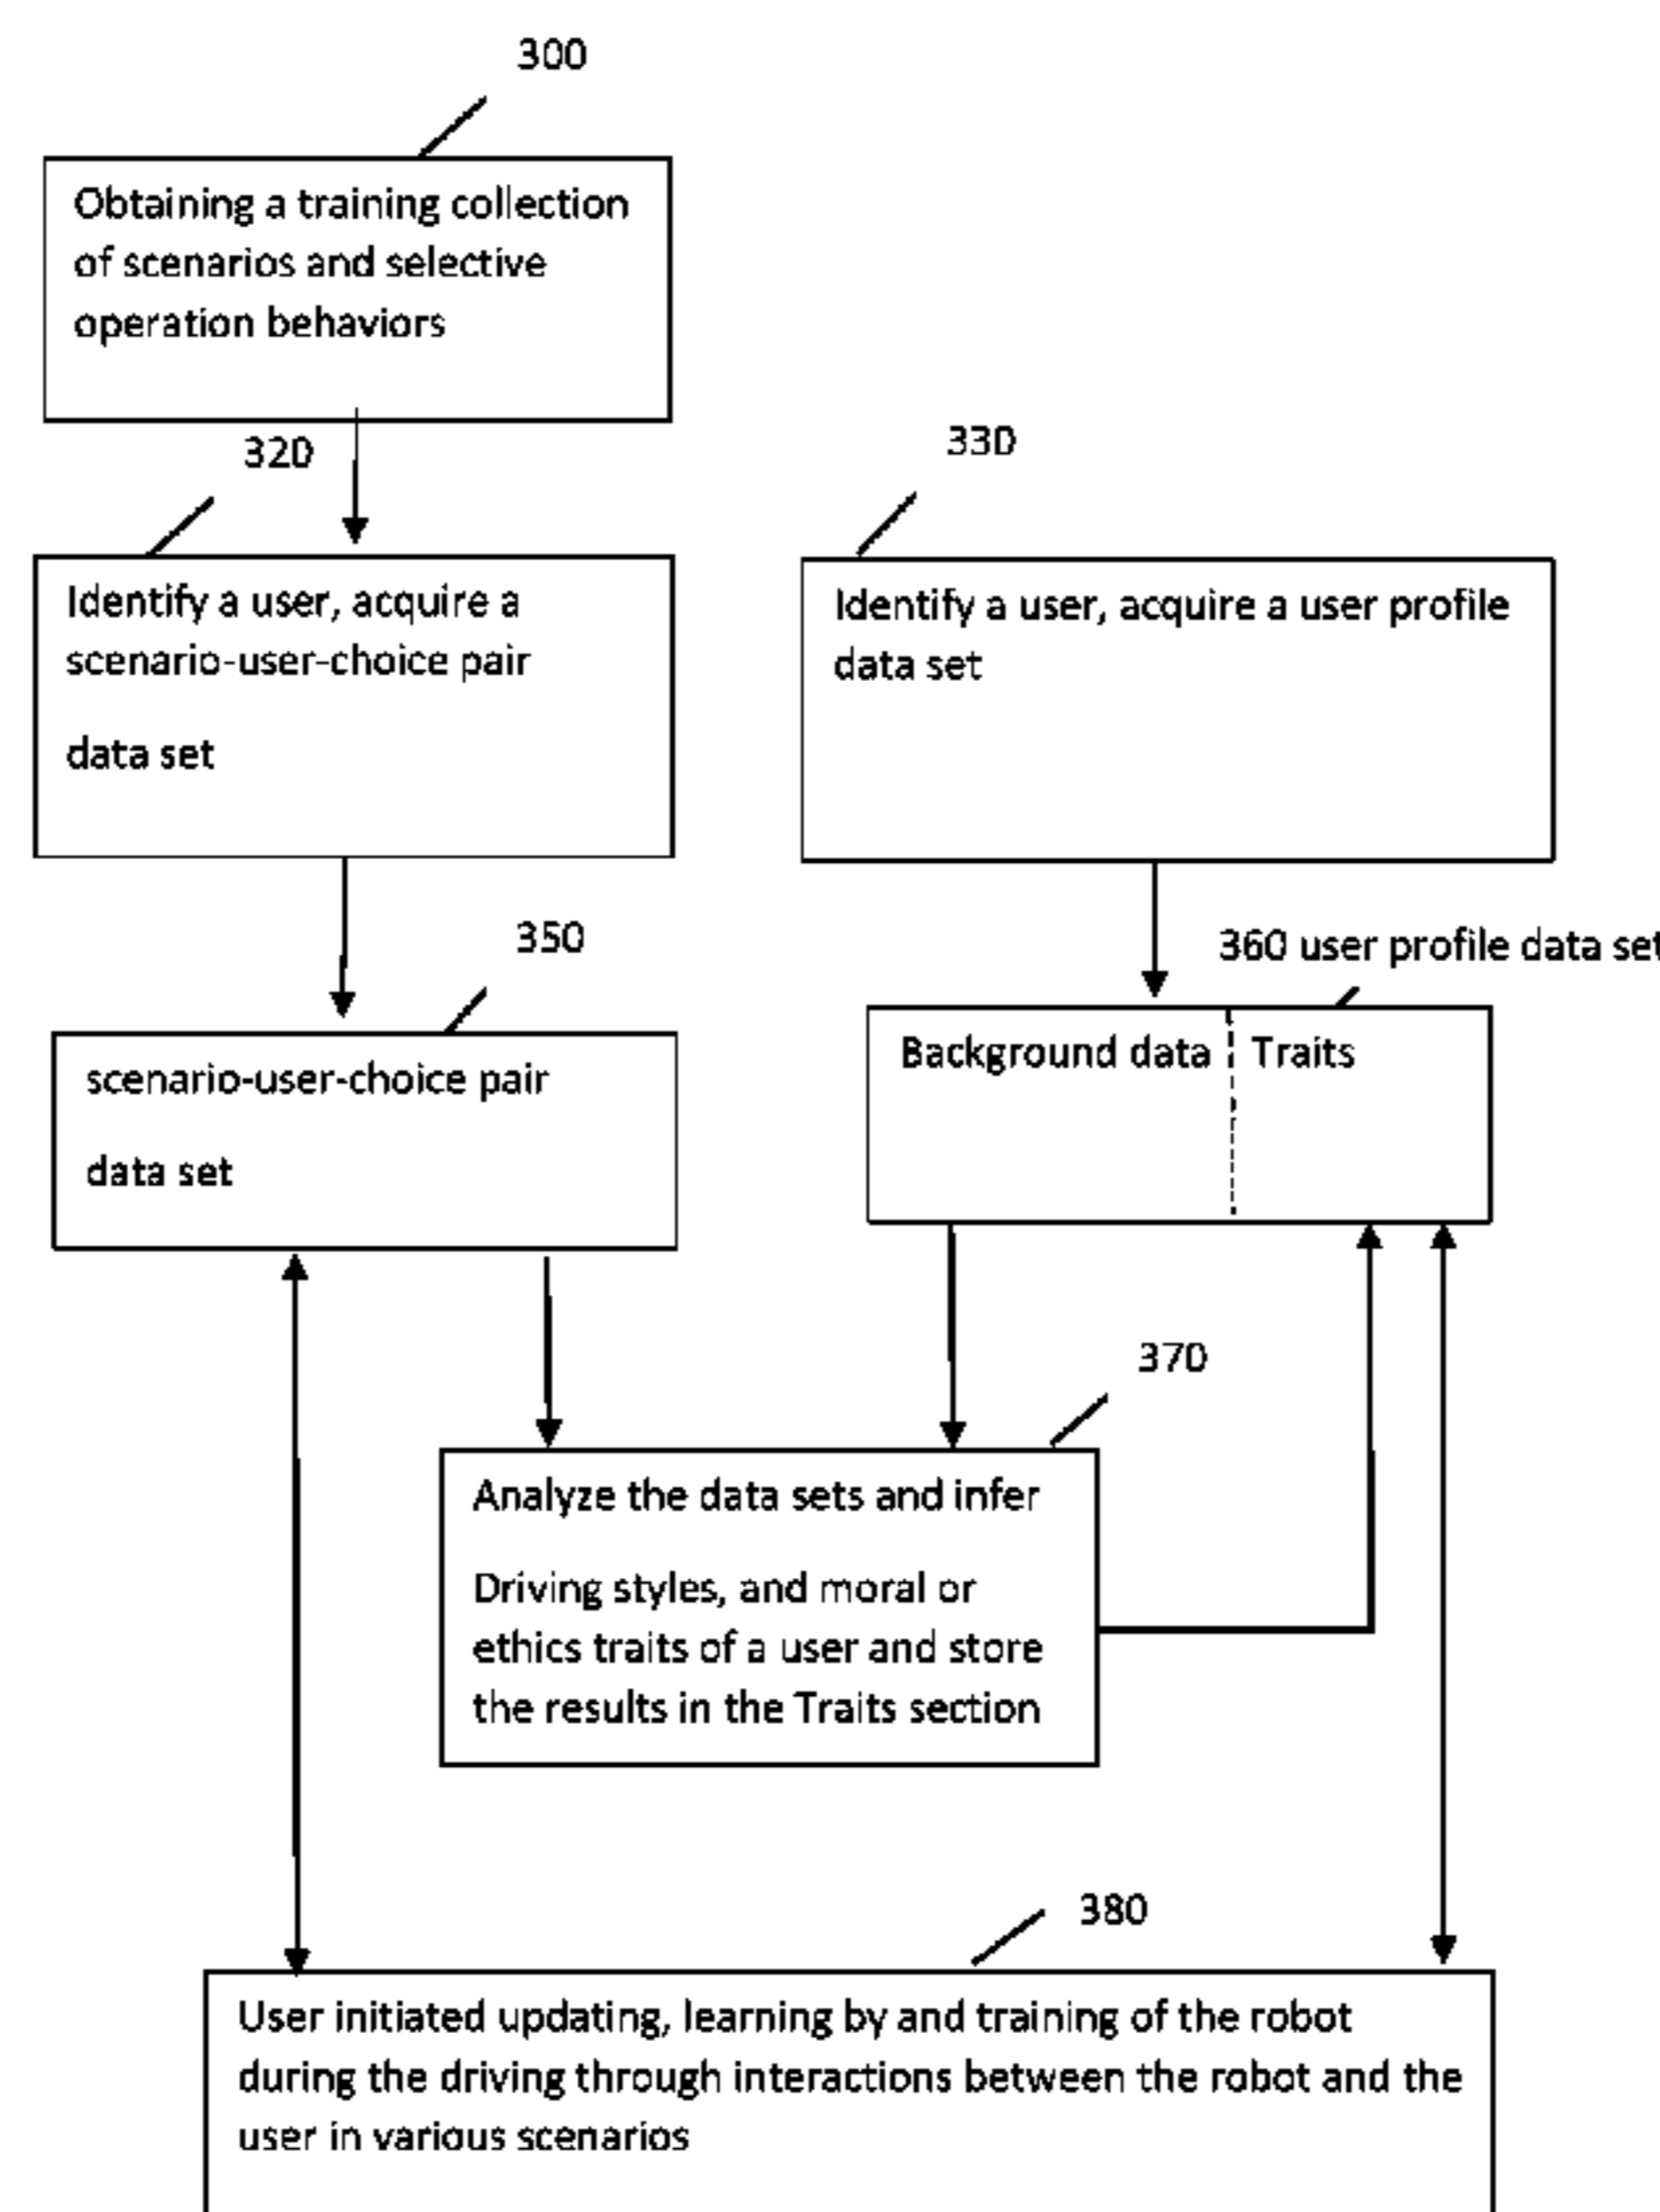 300
Obtaining a training collection
of scenarios and selective
operation behaviors
320
330
Identify a user, acquire a
scenario-user-choice pair
data set
Identify a user, acquire a user profile
data set
350
360 user profile data set
scenario-user-choice pair
data set
Background data
Traits
370
Analyze the data sets and infer
Driving styles, and moral or
ethics traits of a user and store
the results in the Traits section
380
User initiated updating, learning by and training of the robot
during the driving through interactions between the robot and the
user in various scenarios